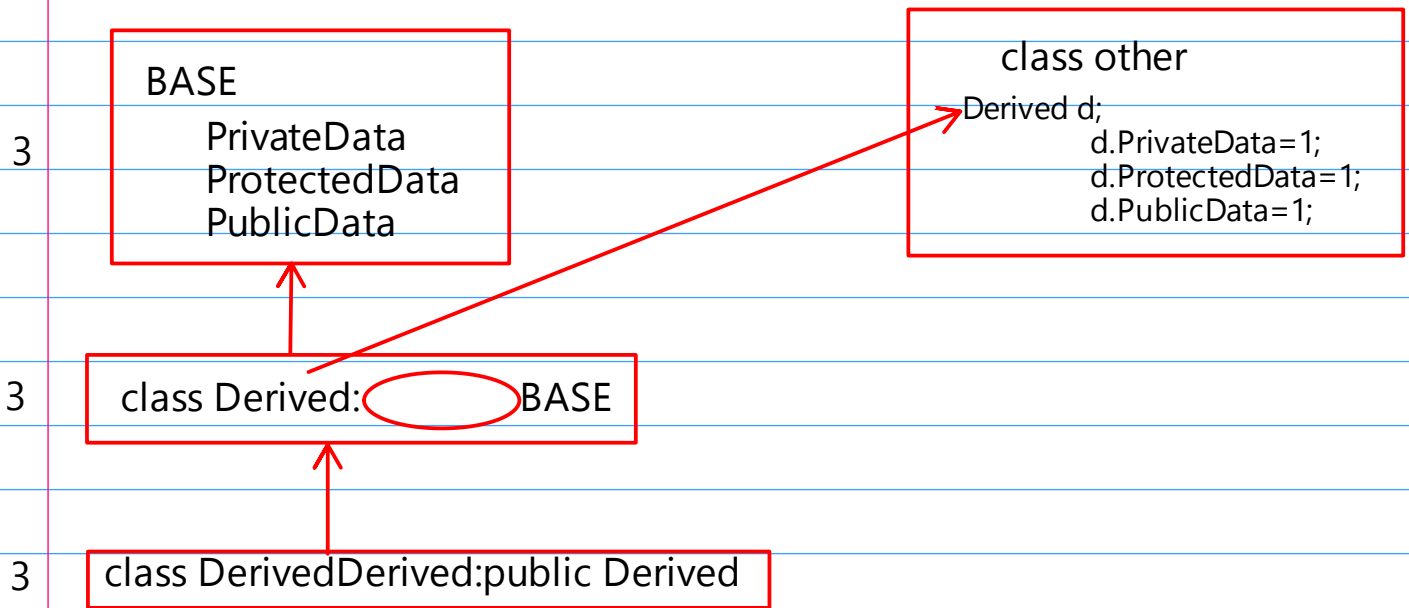 BASE
3
PrivateData
ProtectedData
PublicData
class other
Derived d;
d.PrivateData=1;
d.ProtectedData=1;
d.PublicData=1;
3
class Derived: BASE
3
class DerivedDerived:public Derived